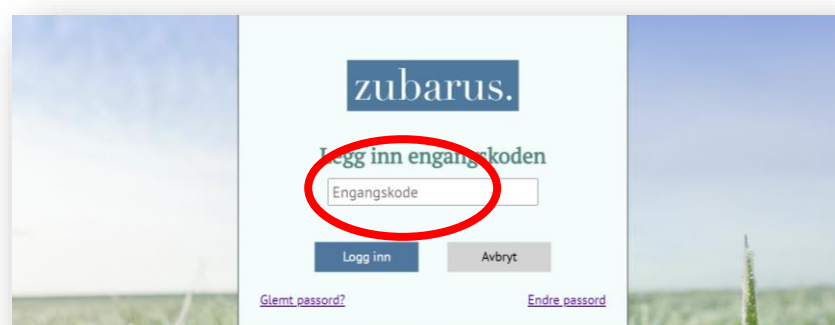 zubarus.
Legg inn engangskoden
Engangskode
Logg inn
Avbryt
Glemt passord?
Endre passord